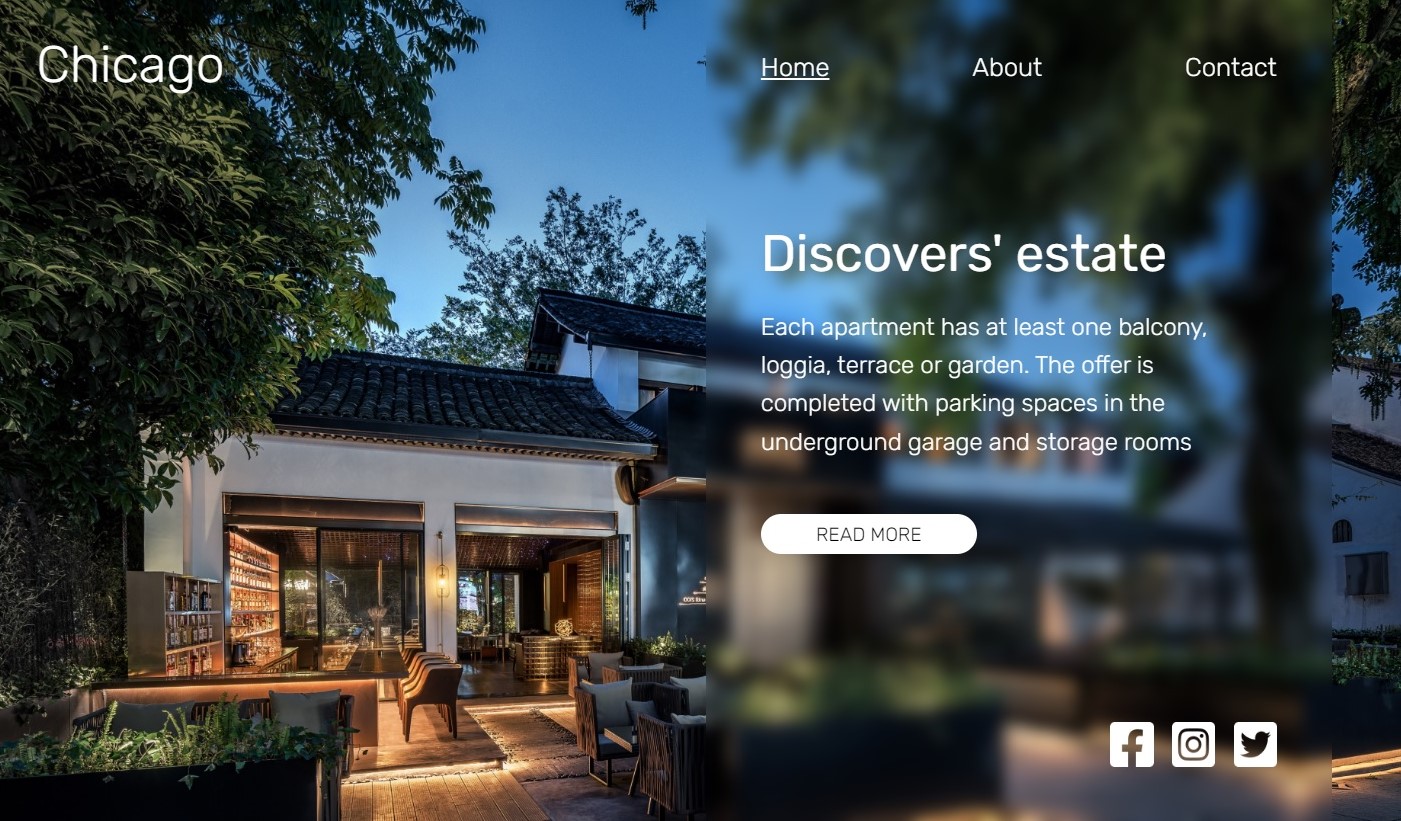 Chicago
Home
About
Contact
Discovers' estate
Each apartment has at least one balcony,
loggia, terrace or garden. The offer is
completed with parking spaces in the
underground garage and storage rooms
READ MORE